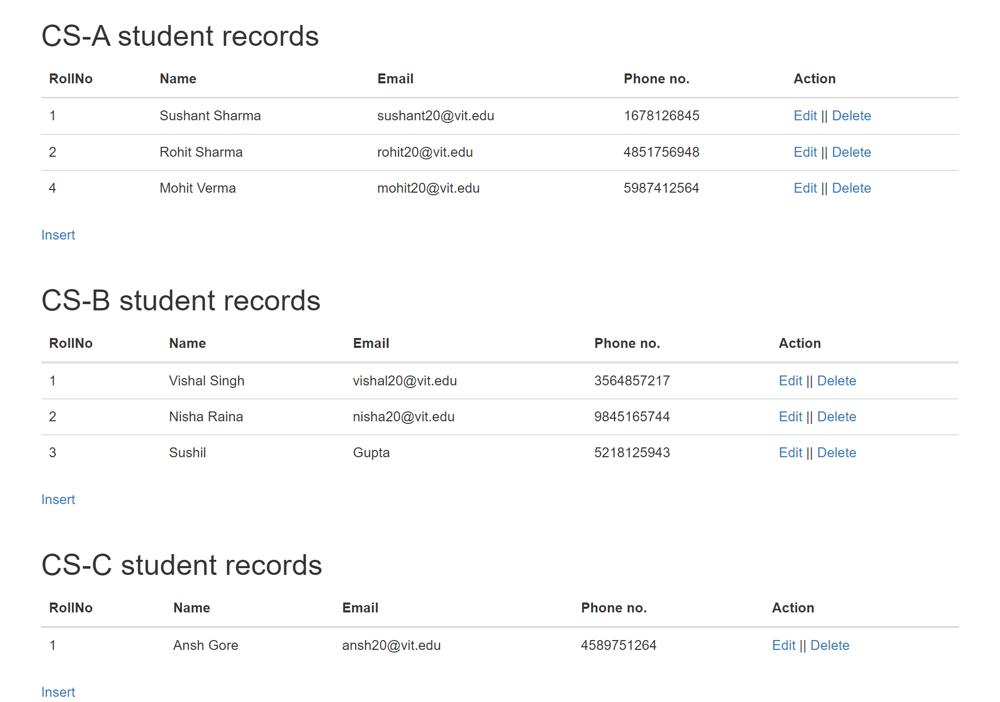 CS-A student records
RollNo Name Email Phone no. Action
1 Sushant Sharma sushant20@vit.edu 1678126845 Edit || Delete
2 Rohit Sharma rohit20@vit.edu 4851756948 Edit || Delete
4 Mohit Verma mohit20@vit.edu 5987412564 Edit || Delete
Insert
CS-B student records
RollNo Name Email Phone no. Action
1 Vishal Singh vishal20@vit.edu 3564857217 Edit || Delete
2 Nisha Raina nisha20@vit.edu 9845165744 Edit || Delete
3 Sushil Gupta 5218125943 Edit || Delete
Insert
CS-C student records
RollNo Name Email Phone no. Action
1 Ansh Gore ansh20@vit.edu 4589751264 Edit || Delete
Insert